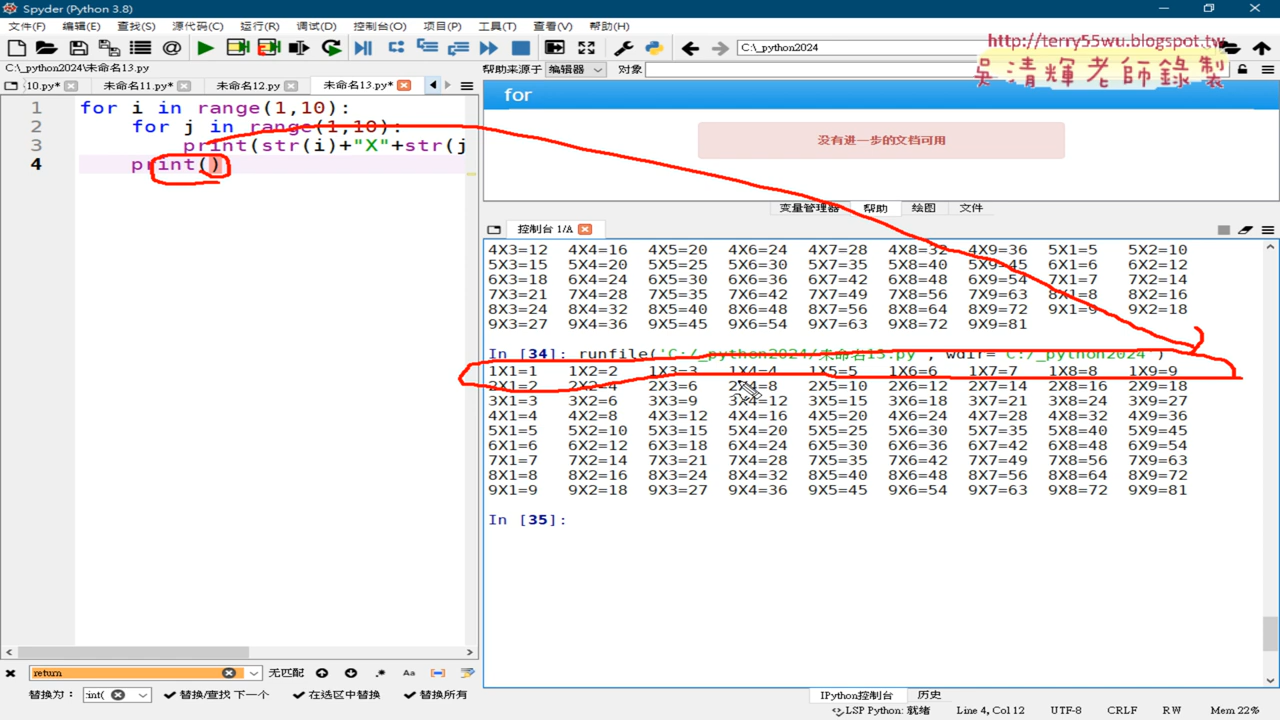 Spyder (Python 3.8)
文件(F) 编辑(E) 查找(S) 源代码(C) 运行(R) 调试(D) 控制台(O) 项目(P) 工具(T) 查看(V) 帮助(H)
C:\_python2024
http://terry55wu.blogspot.tw
吳清輝老師錄製
C:\_python2024\未命名13.py
帮助来源于 编辑器 对象
10.py* 未命名11.py* 未命名12.py 未命名13.py*
1 for i in range(1,10):
2 for j in range(1,10):
3 print(str(i)+"X"+str(j
4 print()
for
没有进一步的文档可用
变量管理器 帮助 绘图 文件
控制台 1/A
4X3=12 4X4=16 4X5=20 4X6=24 4X7=28 4X8=32 4X9=36 5X1=5 5X2=10
5X3=15 5X4=20 5X5=25 5X6=30 5X7=35 5X8=40 5X9=45 6X1=6 6X2=12
6X3=18 6X4=24 6X5=30 6X6=36 6X7=42 6X8=48 6X9=54 7X1=7 7X2=14
7X3=21 7X4=28 7X5=35 7X6=42 7X7=49 7X8=56 7X9=63 8X1=8 8X2=16
8X3=24 8X4=32 8X5=40 8X6=48 8X7=56 8X8=64 8X9=72 9X1=9 9X2=18
9X3=27 9X4=36 9X5=45 9X6=54 9X7=63 9X8=72 9X9=81
In [34]: runfile('C:/_python2024/未命名13.py', wdir='C:/_python2024')
1X1=1 1X2=2 1X3=3 1X4=4 1X5=5 1X6=6 1X7=7 1X8=8 1X9=9
2X1=2 2X2=4 2X3=6 2X4=8 2X5=10 2X6=12 2X7=14 2X8=16 2X9=18
3X1=3 3X2=6 3X3=9 3X4=12 3X5=15 3X6=18 3X7=21 3X8=24 3X9=27
4X1=4 4X2=8 4X3=12 4X4=16 4X5=20 4X6=24 4X7=28 4X8=32 4X9=36
5X1=5 5X2=10 5X3=15 5X4=20 5X5=25 5X6=30 5X7=35 5X8=40 5X9=45
6X1=6 6X2=12 6X3=18 6X4=24 6X5=30 6X6=36 6X7=42 6X8=48 6X9=54
7X1=7 7X2=14 7X3=21 7X4=28 7X5=35 7X6=42 7X7=49 7X8=56 7X9=63
8X1=8 8X2=16 8X3=24 8X4=32 8X5=40 8X6=48 8X7=56 8X8=64 8X9=72
9X1=9 9X2=18 9X3=27 9X4=36 9X5=45 9X6=54 9X7=63 9X8=72 9X9=81
In [35]:
return 无匹配 .* Aa
替换为: int( 替换/查找 下一个 在选区中替换 替换所有
IPython控制台 历史
LSP Python: 就绪 Line 4, Col 12 UTF-8 CRLF RW Mem 22%